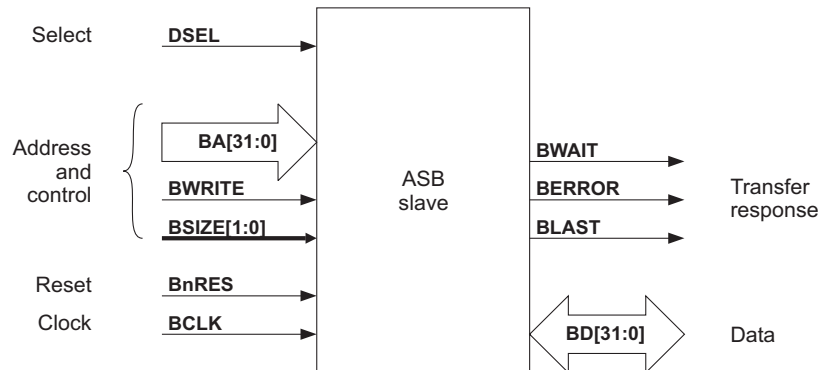 Select
DSEL
Address
and
control
BA[31:0]
BWRITE
BSIZE[1:0]
Reset
BnRES
Clock
BCLK
ASB
slave
BWAIT
BERROR
BLAST
Transfer
response
BD[31:0]
Data